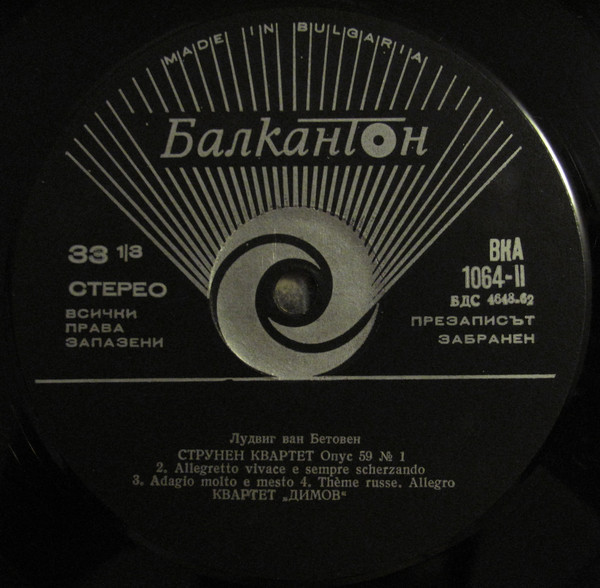 MADE IN BULGARIA
Балкантон
33 1/3
СТЕРЕО
ВСИЧКИ
ПРАВА
ЗАПАЗЕНИ
ВКА
1064-II
БДС 4648-62
ПРЕЗАПИСЪТ
ЗАБРАНЕН
Лудвиг ван Бетовен
СТРУНЕН КВАРТЕТ Опус 59 № 1
2. Allegretto vivace e sempre scherzando
3. Adagio molto e mesto 4. Thème russe. Allegro
КВАРТЕТ „ДИМОВ“